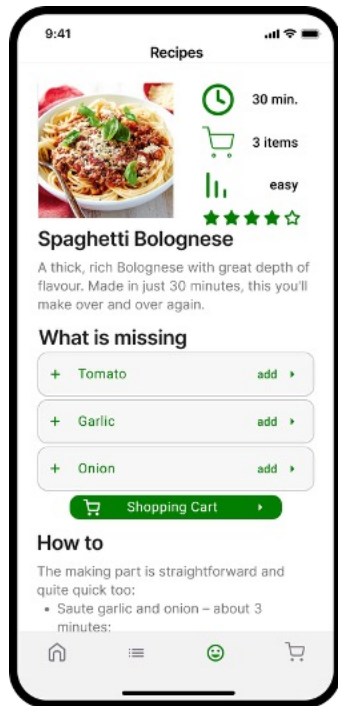 9:41
Recipes
30 min.
3 items
easy
Spaghetti Bolognese
A thick, rich Bolognese with great depth of
flavour. Made in just 30 minutes, this you'll
make over and over again.
What is missing
+ Tomato add
+ Garlic add
+ Onion add
Shopping Cart
How to
The making part is straightforward and
quite quick too:
• Saute garlic and onion – about 3
minutes;